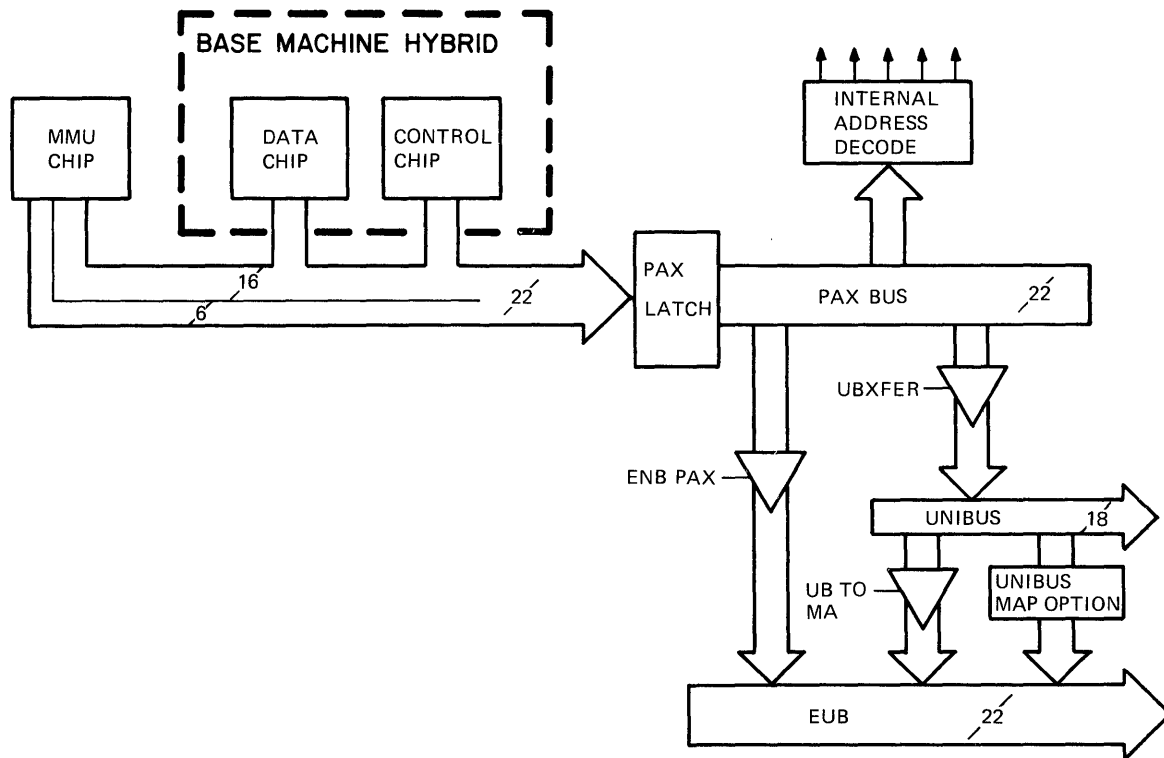 BASE MACHINE HYBRID
MMU
CHIP
DATA
CHIP
CONTROL
CHIP
INTERNAL
ADDRESS
DECODE
16
6
22
PAX
LATCH
PAX BUS
22
UBXFER
ENB PAX
UNIBUS
18
UB TO
MA
UNIBUS
MAP OPTION
EUB
22